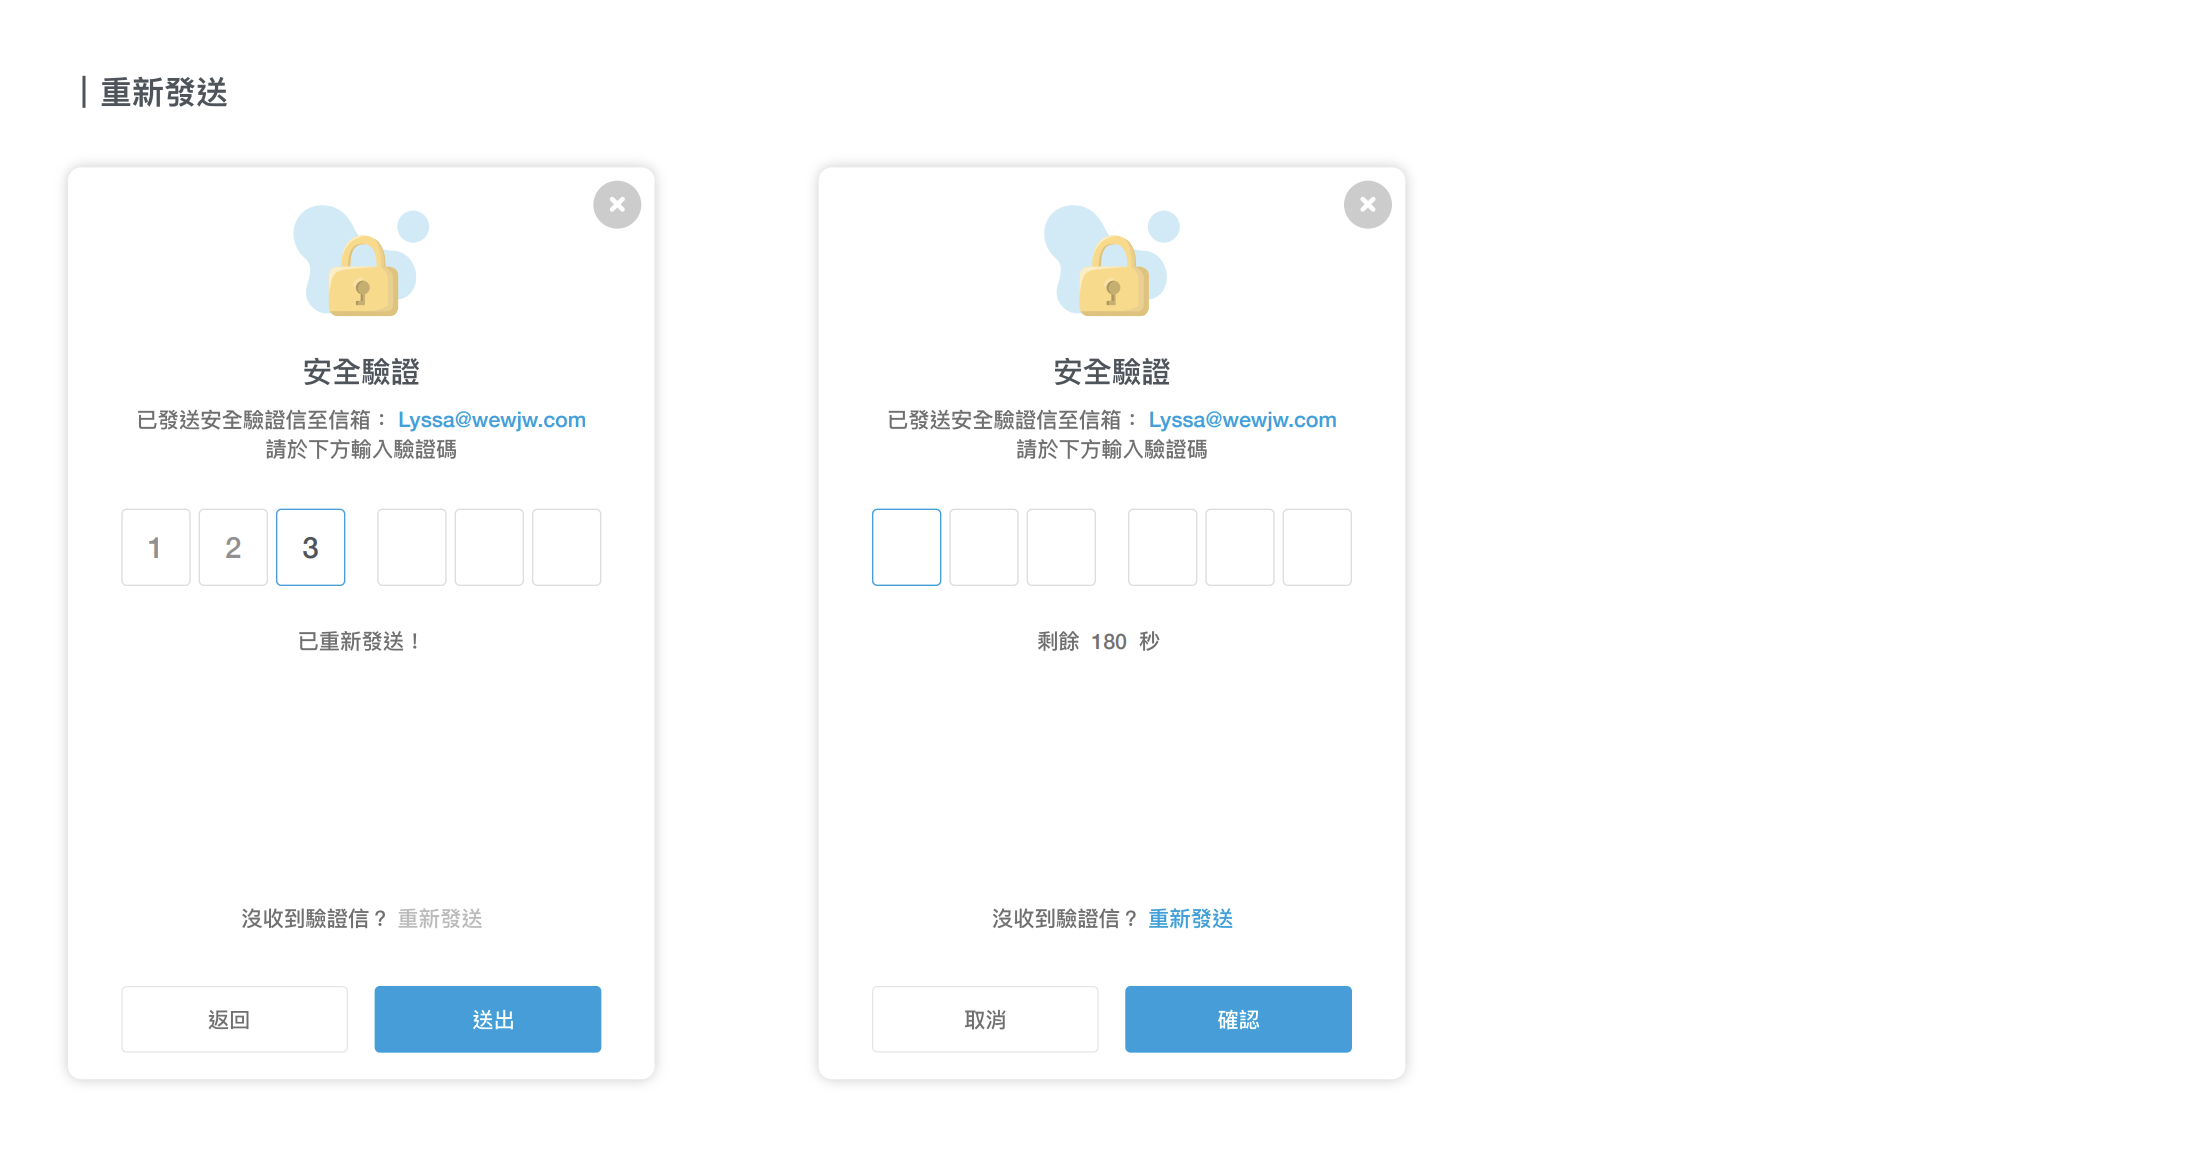 重新發送
安全驗證
已發送安全驗證信至信箱： Lyssa@wewjw.com
請於下方輸入驗證碼
1 2 3
已重新發送！
沒收到驗證信？ 重新發送
返回 送出
安全驗證
已發送安全驗證信至信箱： Lyssa@wewjw.com
請於下方輸入驗證碼
剩餘 180 秒
沒收到驗證信？ 重新發送
取消 確認